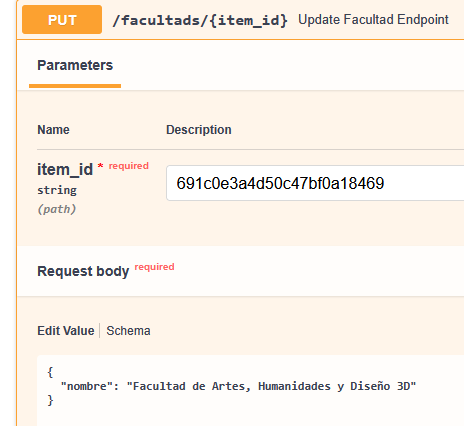 PUT /facultads/{item_id} Update Facultad Endpoint
Parameters
Name Description
item_id * required 691c0e3a4d50c47bf0a18469
string
(path)
Request body required
Edit Value | Schema
{
"nombre": "Facultad de Artes, Humanidades y Diseño 3D"
}